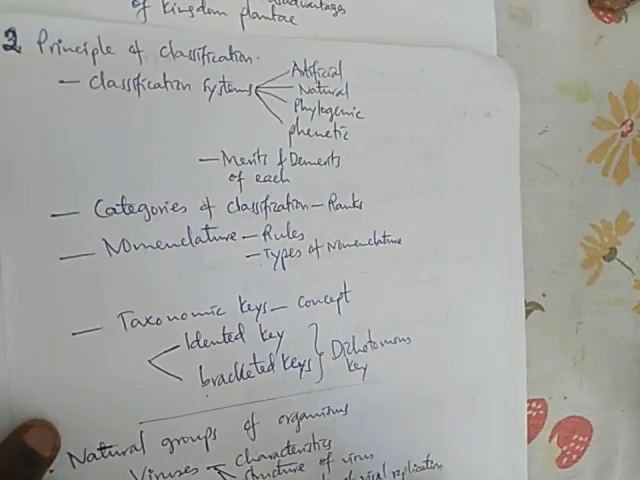 of kingdom plantae
2 Principle of classification.
– Classification systems
Artificial
Natural
Phylogenic
phenetic
– Merits & Demerits
of each
– Categories of classification – Ranks
– Nomenclature – Rules
– Types of Nomenclature
– Taxonomic keys – concept
Idented key
bracketed keys } Dichotomous
key
Natural groups of organisms
Viruses – characteristics
structure of virus
viral replication